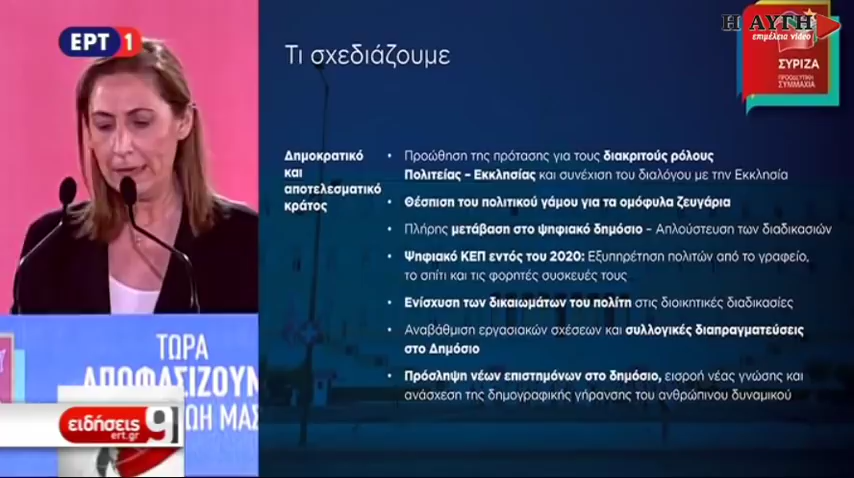 ΕΡΤ 1
Η ΑΥΓΗ
επιμέλεια video
ΣΥΡΙΖΑ
ΠΡΟΟΔΕΥΤΙΚΗ
ΣΥΜΜΑΧΙΑ
Τι σχεδιάζουμε
Δημοκρατικό
και
αποτελεσματικό
κράτος
• Προώθηση της πρότασης για τους διακριτούς ρόλους
Πολιτείας – Εκκλησίας και συνέχιση του διαλόγου με την Εκκλησία
• Θέσπιση του πολιτικού γάμου για τα ομόφυλα ζευγάρια
• Πλήρης μετάβαση στο ψηφιακό δημόσιο – Απλούστευση των διαδικασιών
• Ψηφιακό ΚΕΠ εντός του 2020: Εξυπηρέτηση πολιτών από το γραφείο,
το σπίτι και τις φορητές συσκευές τους
• Ενίσχυση των δικαιωμάτων του πολίτη στις διοικητικές διαδικασίες
• Αναβάθμιση εργασιακών σχέσεων και συλλογικές διαπραγματεύσεις
στο Δημόσιο
• Πρόσληψη νέων επιστημόνων στο δημόσιο, εισροή νέας γνώσης και
ανάσχεση της δημογραφικής γήρανσης του ανθρώπινου δυναμικού
ΤΩΡΑ
ΑΠΟΦΑΣΙΖΟΥΜ
ΩΗ ΜΑΣ
ειδήσεις 9
ert.gr